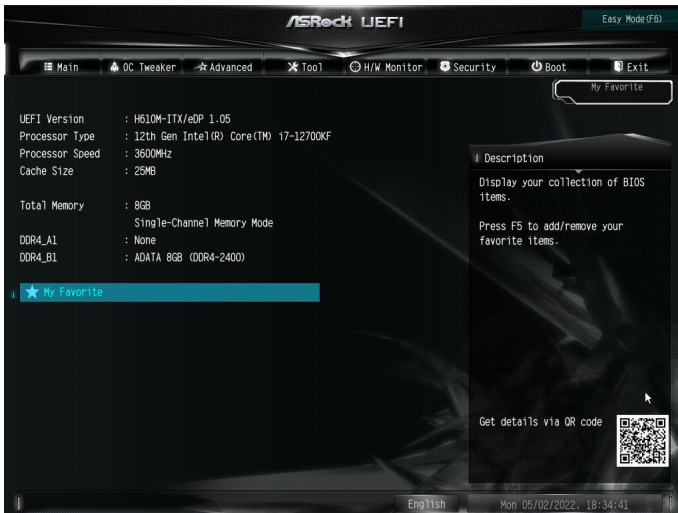 ASRock UEFI
Easy Mode(F6)
Main OC Tweaker Advanced Tool H/W Monitor Security Boot Exit
My Favorite
UEFI Version : H610M-ITX/eDP 1.05
Processor Type : 12th Gen Intel(R) Core(TM) i7-12700KF
Processor Speed : 3600MHz
Cache Size : 25MB
Total Memory : 8GB
Single-Channel Memory Mode
DDR4_A1 : None
DDR4_B1 : ADATA 8GB (DDR4-2400)
My Favorite
Description
Display your collection of BIOS
items.
Press F5 to add/remove your
favorite items.
Get details via QR code
English
Mon 05/02/2022, 18:34:41